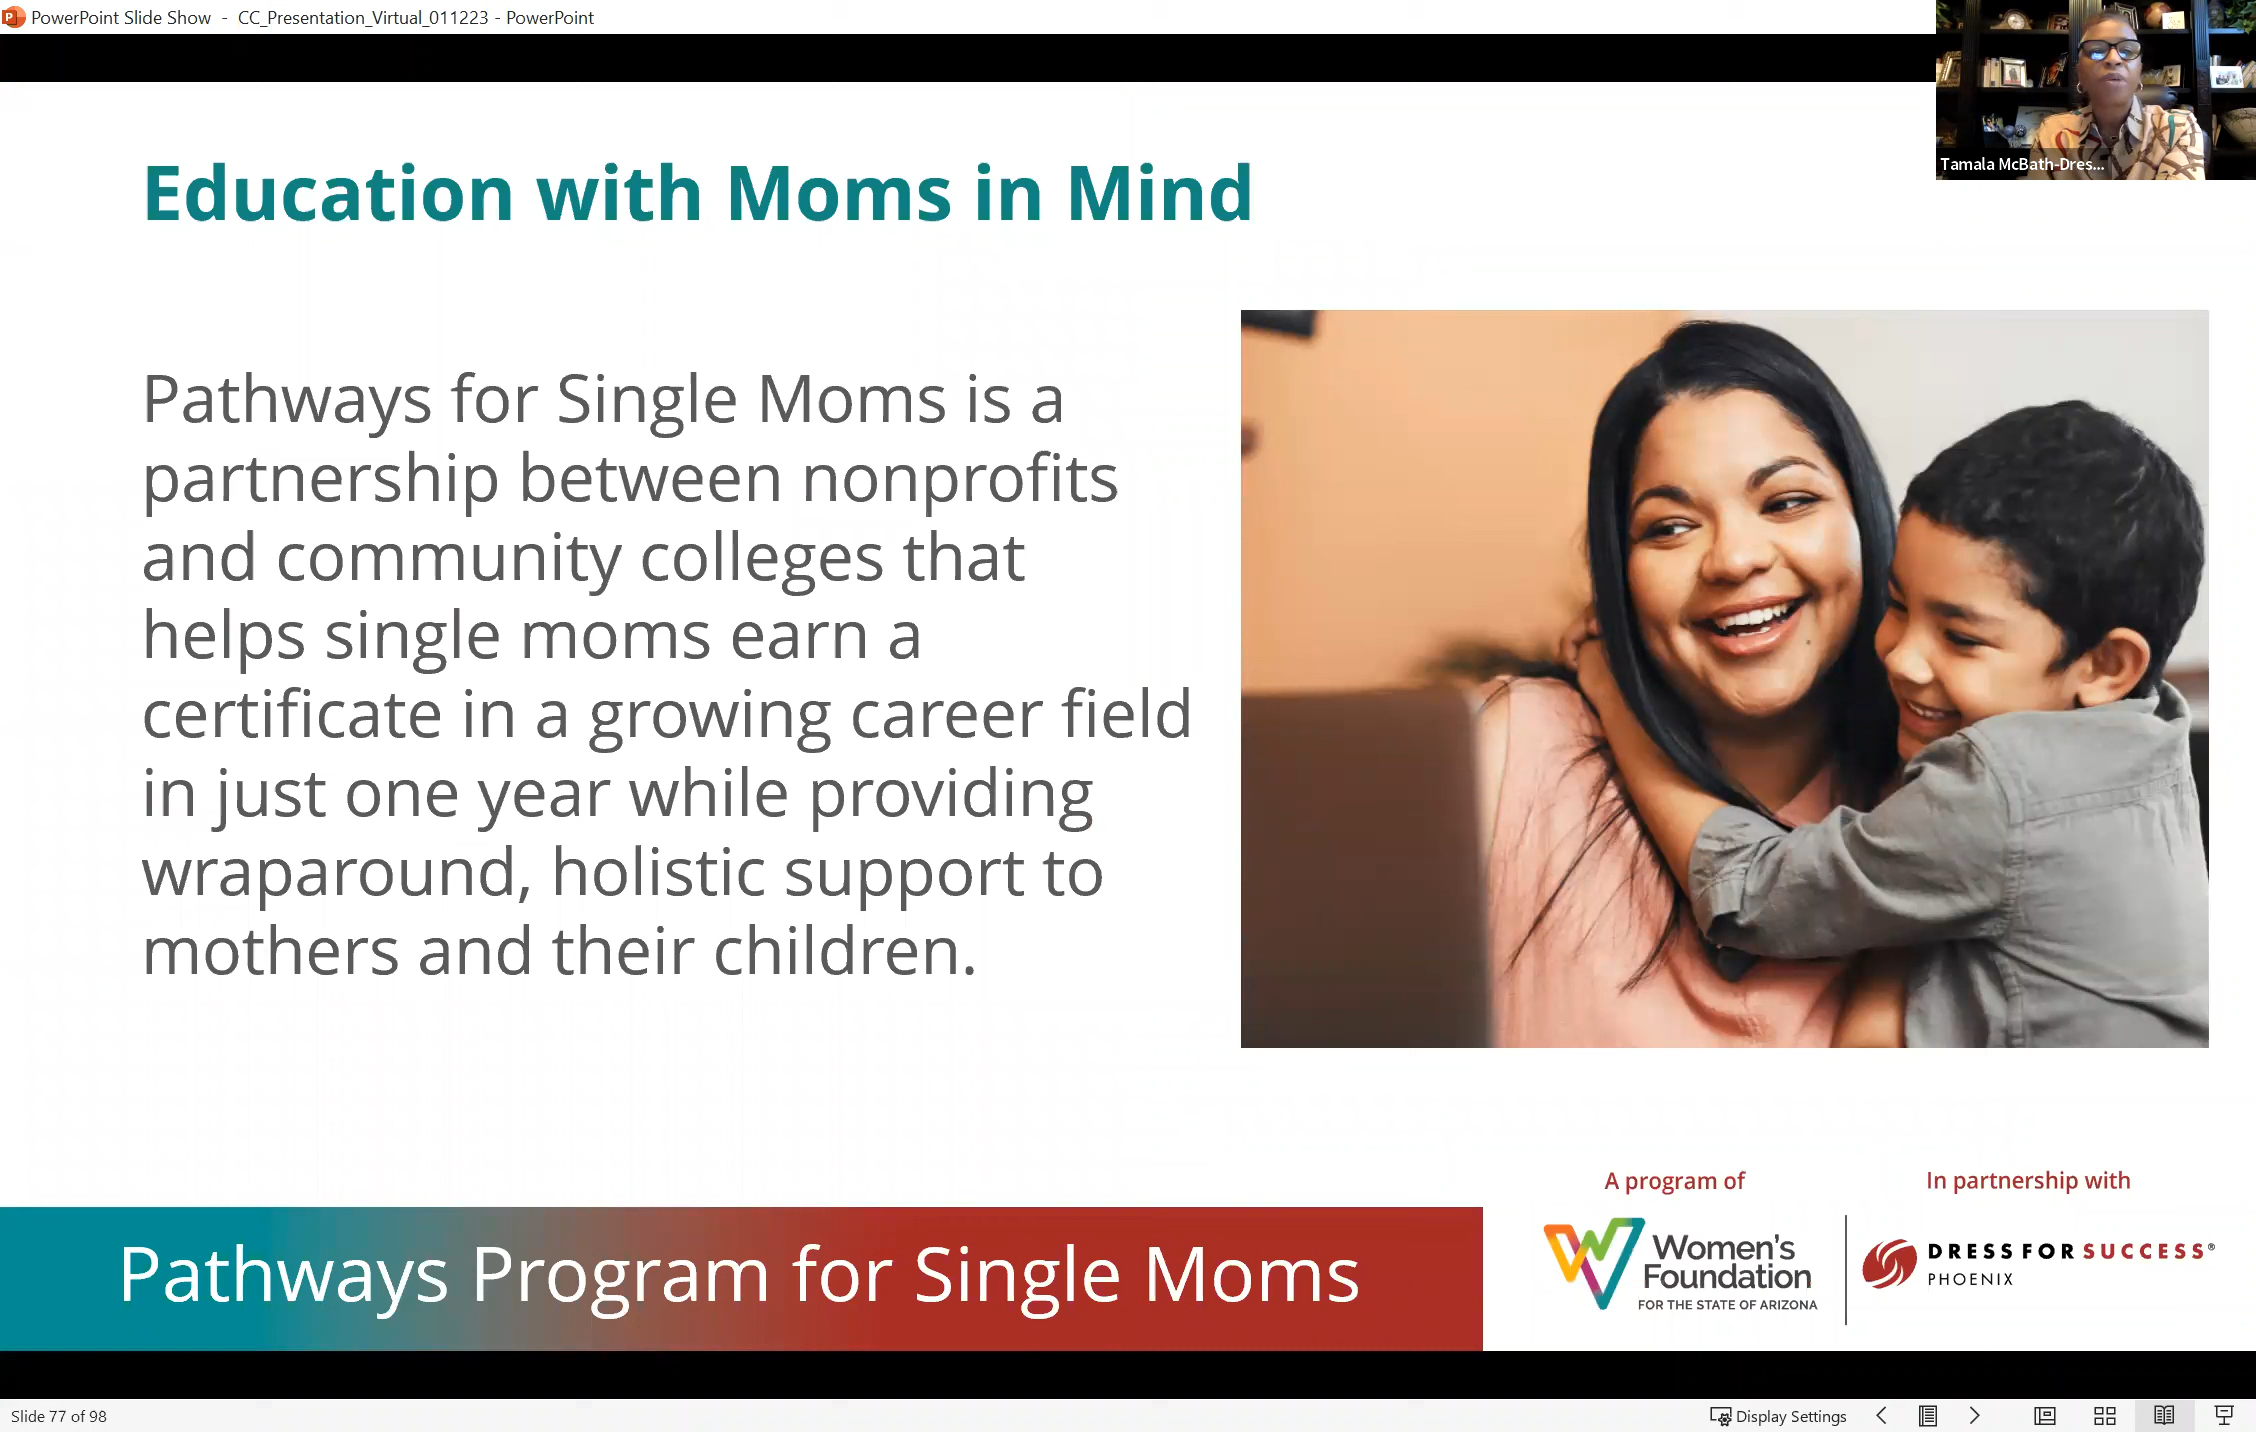 PowerPoint Slide Show - CC_Presentation_Virtual_011223 - PowerPoint
Tamala McBath-Dres...
Education with Moms in Mind
Pathways for Single Moms is a
partnership between nonprofits
and community colleges that
helps single moms earn a
certificate in a growing career field
in just one year while providing
wraparound, holistic support to
mothers and their children.
Pathways Program for Single Moms
A program of
Women's
Foundation
FOR THE STATE OF ARIZONA
In partnership with
DRESS FOR SUCCESS®
PHOENIX
Slide 77 of 98
Display Settings